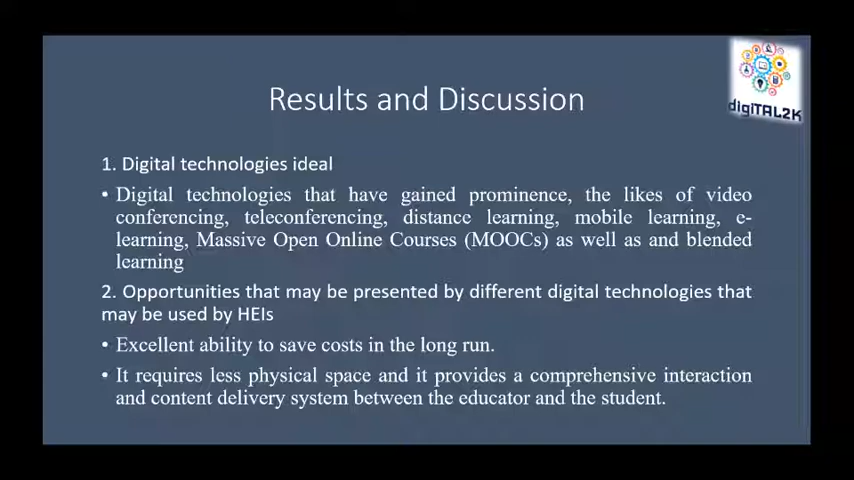 digiTAL2K
Results and Discussion
1. Digital technologies ideal
• Digital technologies that have gained prominence, the likes of video
conferencing, teleconferencing, distance learning, mobile learning, e-
learning, Massive Open Online Courses (MOOCs) as well as and blended
learning
2. Opportunities that may be presented by different digital technologies that
may be used by HEIs
• Excellent ability to save costs in the long run.
• It requires less physical space and it provides a comprehensive interaction
and content delivery system between the educator and the student.